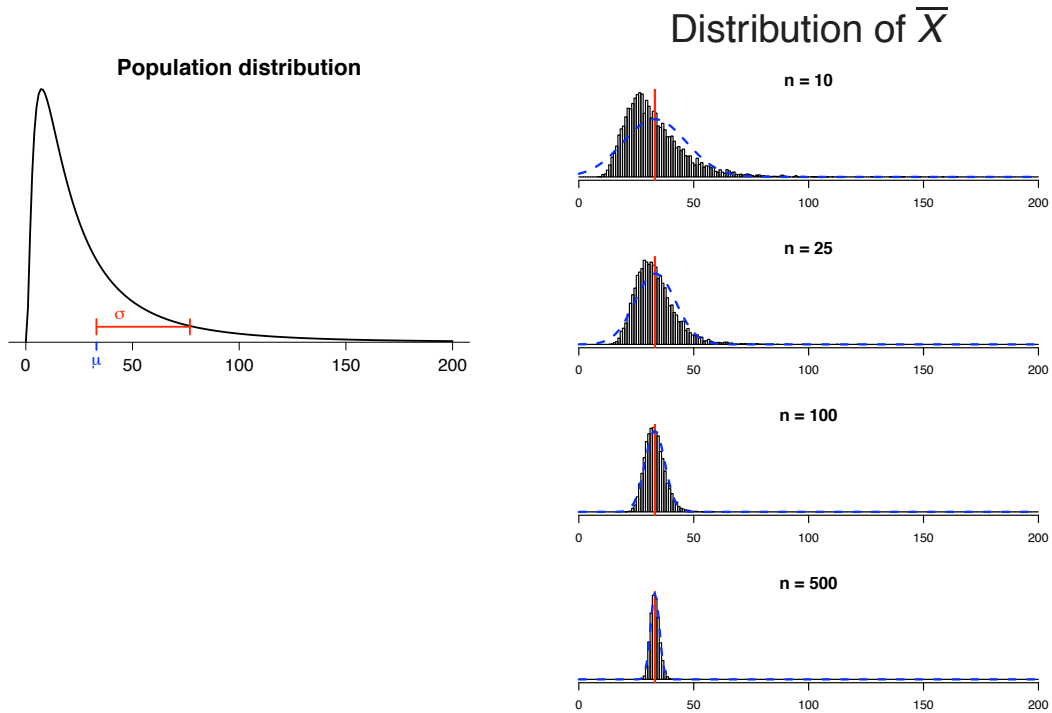 Population distribution
σ
0 μ 50 100 150 200
Distribution of X̅
n = 10
0 50 100 150 200
n = 25
0 50 100 150 200
n = 100
0 50 100 150 200
n = 500
0 50 100 150 200